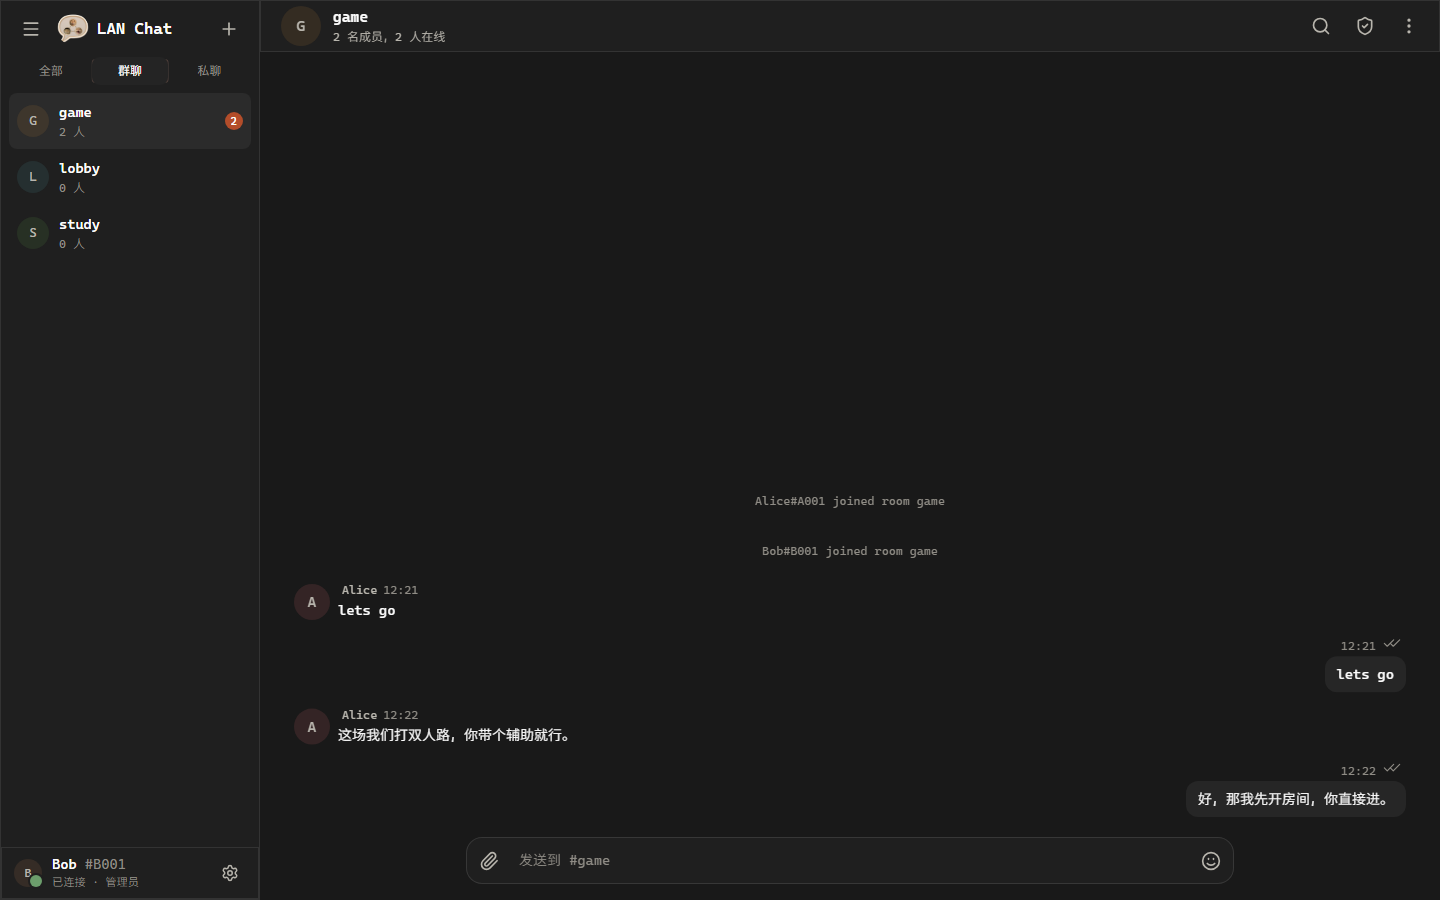 LAN Chat
全部 群聊 私聊
G
game
2 人
2
L
lobby
0 人
S
study
0 人
B
Bob #B001
已连接 · 管理员
G
game
2 名成员, 2 人在线
Alice#A001 joined room game
Bob#B001 joined room game
Alice 12:21
A
lets go
12:21
lets go
Alice 12:22
A
这场我们打双人路，你带个辅助就行。
12:22
好，那我先开房间，你直接进。
发送到 #game